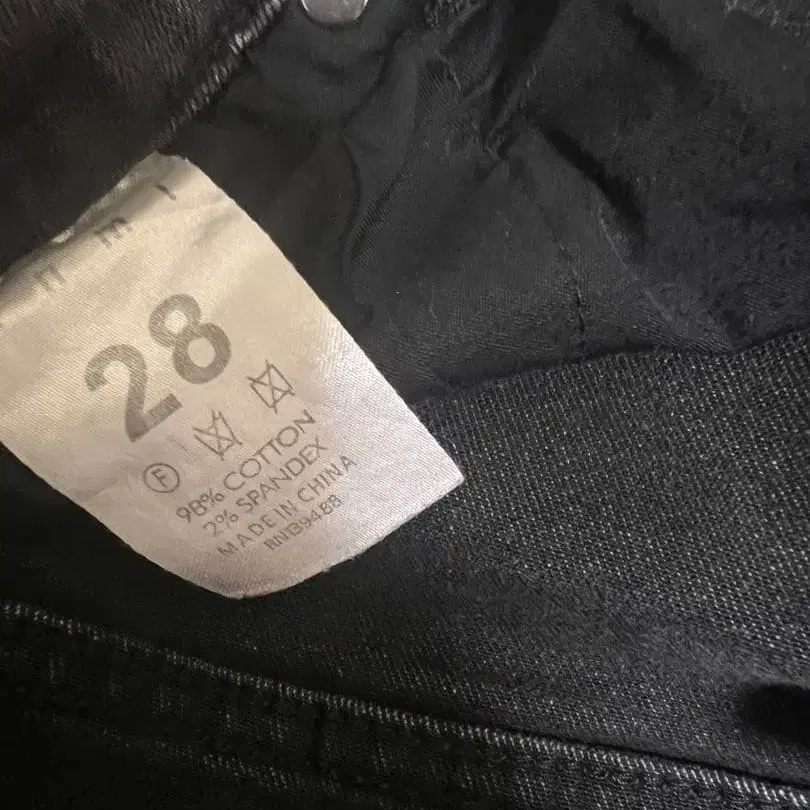 n m i
28
F
98% COTTON
2% SPANDEX
MADE IN CHINA
RN139488